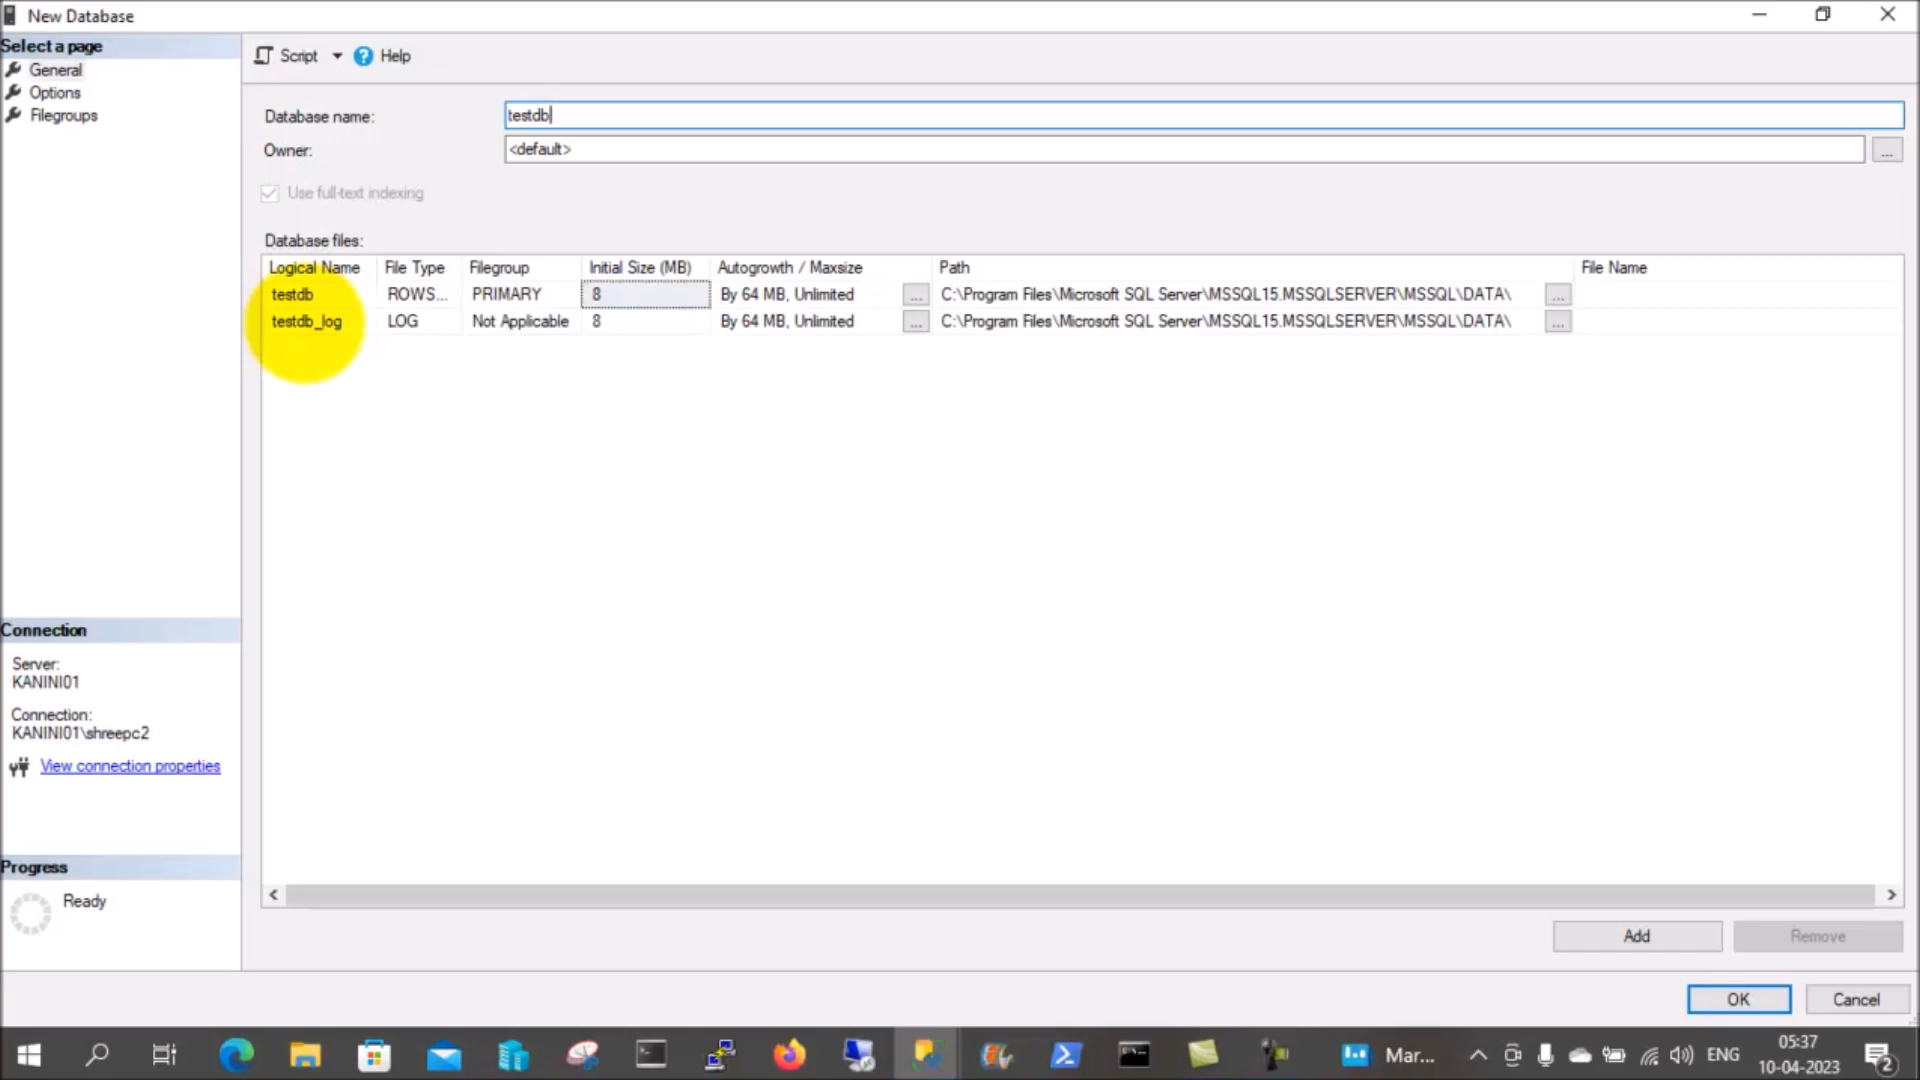 New Database
Select a page
General
Options
Filegroups
Script
Help
Database name:
testdb
Owner:
<default>
...
Use full-text indexing
Database files:
Logical Name File Type Filegroup Initial Size (MB) Autogrowth / Maxsize Path File Name
testdb ROWS... PRIMARY 8 By 64 MB, Unlimited ... C:\Program Files\Microsoft SQL Server\MSSQL15.MSSQLSERVER\MSSQL\DATA\ ...
testdb_log LOG Not Applicable 8 By 64 MB, Unlimited ... C:\Program Files\Microsoft SQL Server\MSSQL15.MSSQLSERVER\MSSQL\DATA\ ...
Connection
Server:
KANINI01
Connection:
KANINI01\shreepc2
View connection properties
Progress
Ready
Add
Remove
OK
Cancel
Mar...
ENG
05:37
10-04-2023
2